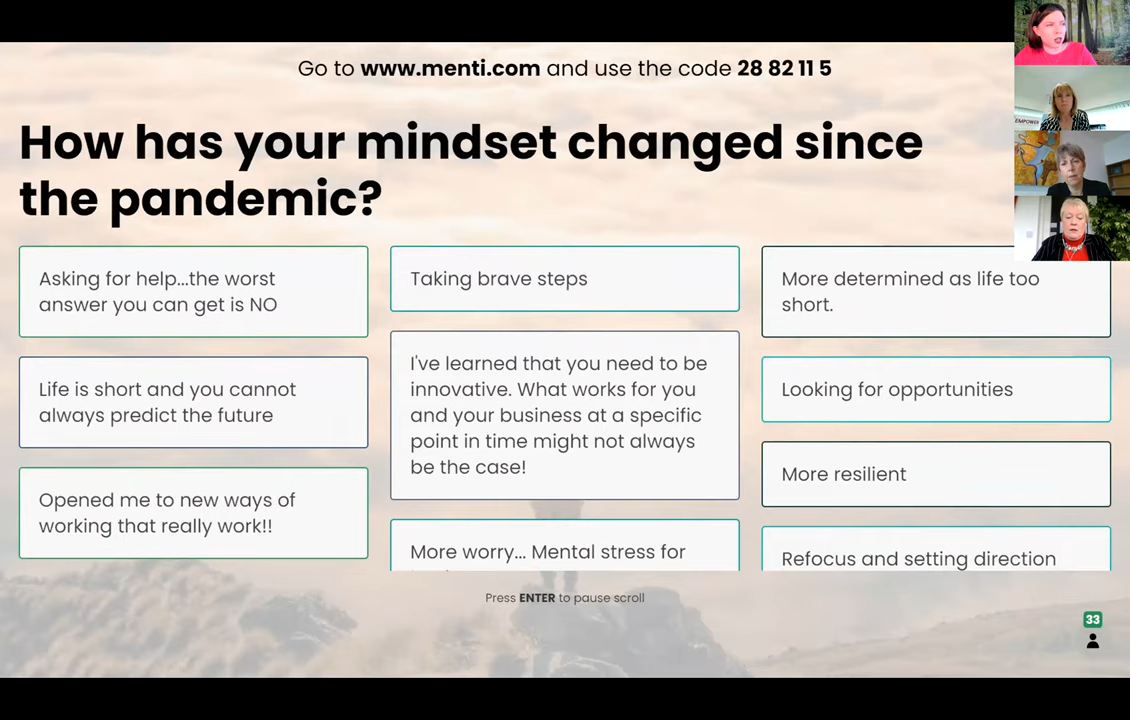 Go to www.menti.com and use the code 28 82 11 5
How has your mindset changed since
the pandemic?
Asking for help...the worst
answer you can get is NO
Life is short and you cannot
always predict the future
Opened me to new ways of
working that really work!!
Taking brave steps
I've learned that you need to be
innovative. What works for you
and your business at a specific
point in time might not always
be the case!
More worry... Mental stress for
More determined as life too
short.
Looking for opportunities
More resilient
Refocus and setting direction
Press ENTER to pause scroll
33
EMPOWER